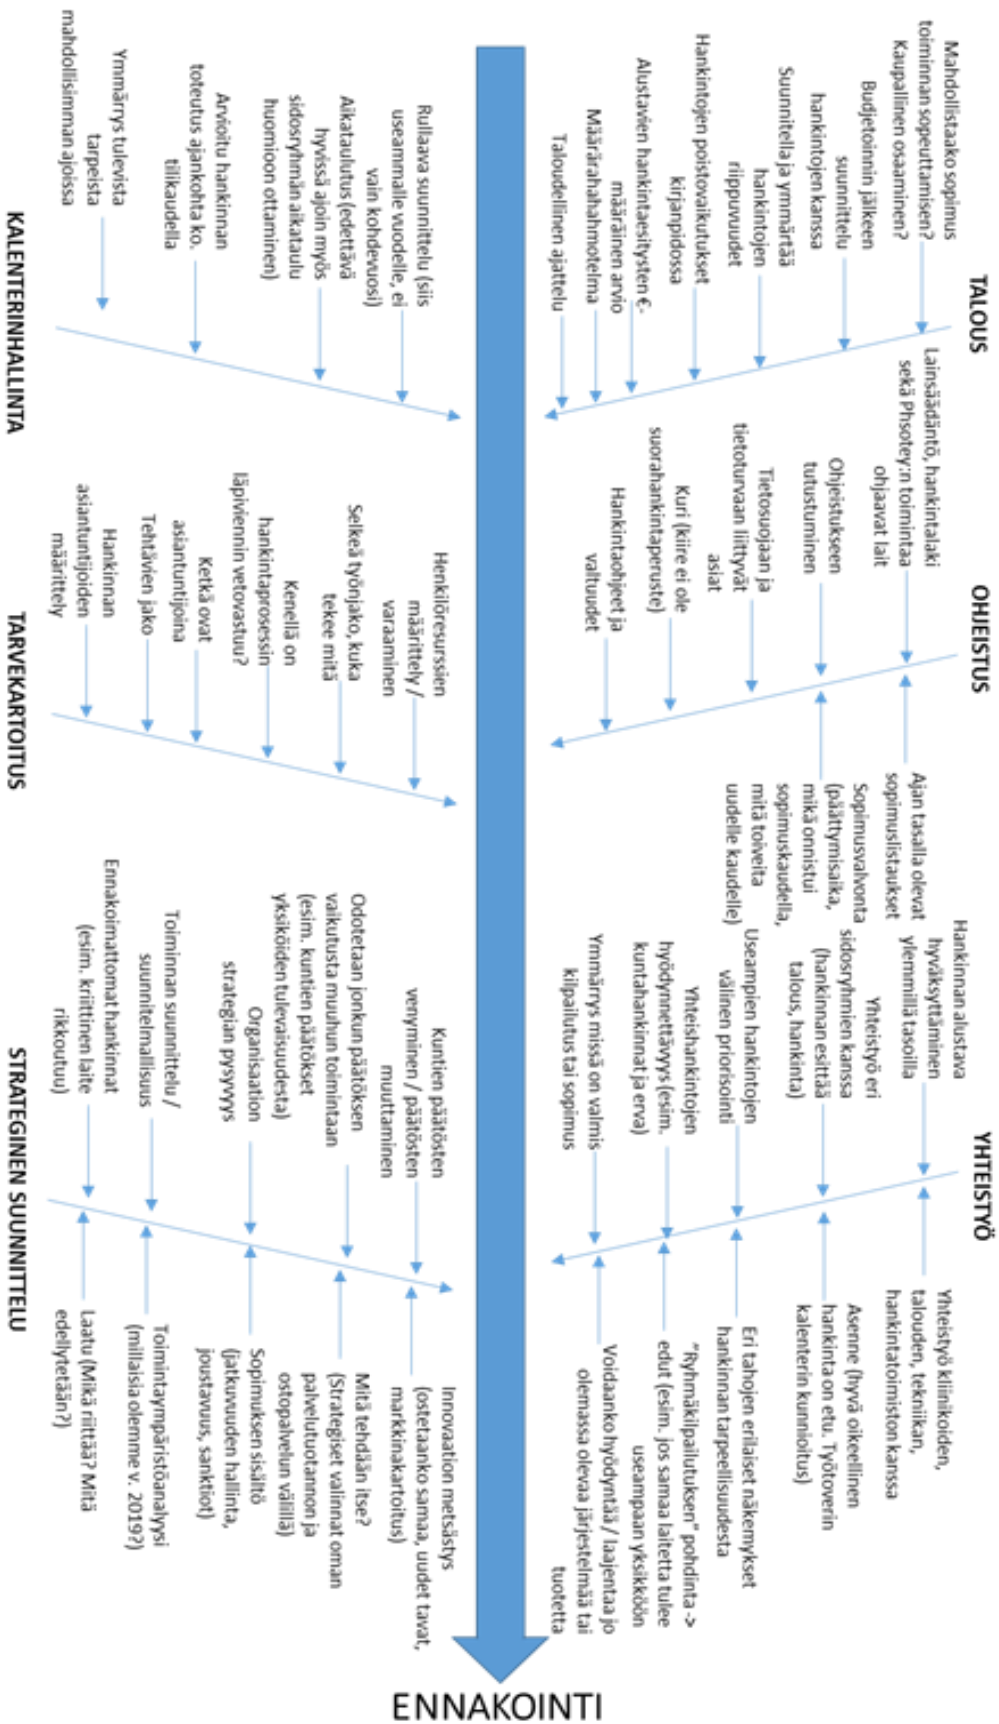 TALOUS
Mahdollistaako sopimus
toiminnan sopeuttamisen?
Kaupallinen osaaminen?
Budjetoinnin jälkeen
suunnittelu
hankintojen kanssa
Suunnitella ja ymmärtää
hankintojen
riippuvuudet
Hankintojen poistovaikutukset
kirjanpidossa
Alustavien hankintaesitysten €-
määräinen arvio
Määrärahahahmotelma
Taloudellinen ajattelu
OHJEISTUS
Lainsäädäntö, hankintalaki
sekä Phsotey:n toimintaa
ohjaavat lait
Ohjeistukseen
tutustuminen
Tietosuojaan ja
tietoturvaan liittyvät
asiat
Kuri (kiire ei ole
suorahankintaperuste)
Hankintaohjeet ja
valtuudet
Ajan tasalla olevat
sopimuslistaukset
Sopimusvalvonta
(päättymisaika,
mikä onnistui
sopimuskaudella,
mitä toiveita
uudelle kaudelle)
YHTEISTYÖ
Hankinnan alustava
hyväksyttäminen
ylemmillä tasoilla
Yhteistyö eri
sidosryhmien kanssa
(hankinnan esittää
talous, hankinta)
Useampien hankintojen
välinen priorisointi
Yhteishankintojen
hyödynnettävyys (esim.
kuntahankinnat ja erva)
Ymmärrys missä on valmis
kilpailutus tai sopimus
Yhteistyö kliinikoiden,
talouden, tekniikan,
hankintatoimiston kanssa
Asenne (hyvä oikeellinen
hankinta on etu. Työtoverin
kalenterin kunnioitus)
Eri tahojen erilaiset näkemykset
hankinnan tarpeellisuudesta
"Ryhmäkilpailutuksen" pohdinta ->
edut (esim. jos samaa laitetta tulee
useampaan yksikköön
Voidaanko hyödyntää / laajentaa jo
olemassa olevaa järjestelmää tai
tuotetta
ENNAKOINTI
Rullaava suunnittelu (siis
useammalle vuodelle, ei
vain kohdevuosi)
Aikataulutus (edettävä
hyvissä ajoin myös
sidosryhmän aikataulu
huomioon ottaminen)
Arvioitu hankinnan
toteutus ajankohta ko.
tilikaudella
Ymmärrys tulevista
tarpeista
mahdollisimman ajoissa
KALENTERINHALLINTA
Henkilöresurssien
määrittely /
varaaminen
Selkeä työnjako, kuka
tekee mitä
Kenellä on
hankintaprosessin
läpiviennin vetovastuu?
Ketkä ovat
asiantuntijoina
Tehtävien jako
Hankinnan
asiantuntijoiden
määrittely
TARVEKARTOITUS
Kuntien päätösten
venyminen / päätösten
muuttaminen
Odotetaan jonkun päätöksen
vaikutusta muuhun toimintaan
(esim. kuntien päätökset
yksiköiden tulevaisuudesta)
Organisaation
strategian pysyvyys
Toiminnan suunnittelu /
suunnitelmallisuus
Ennakoimattomat hankinnat
(esim. kriittinen laite
rikkoutuu)
Innovaation metsästys
(ostetaanko samaa, uudet tavat,
markkinakartoitus)
Mitä tehdään itse?
(Strategiset valinnat oman
palvelutuotannon ja
ostopalvelun välillä)
Sopimuksen sisältö
(jatkuvuuden hallinta,
joustavuus, sanktiot)
Toimintaympäristöanalyysi
(millaisia olemme v. 2019?)
Laatu (Mikä riittää? Mitä
edellytetään?)
STRATEGINEN SUUNNITTELU